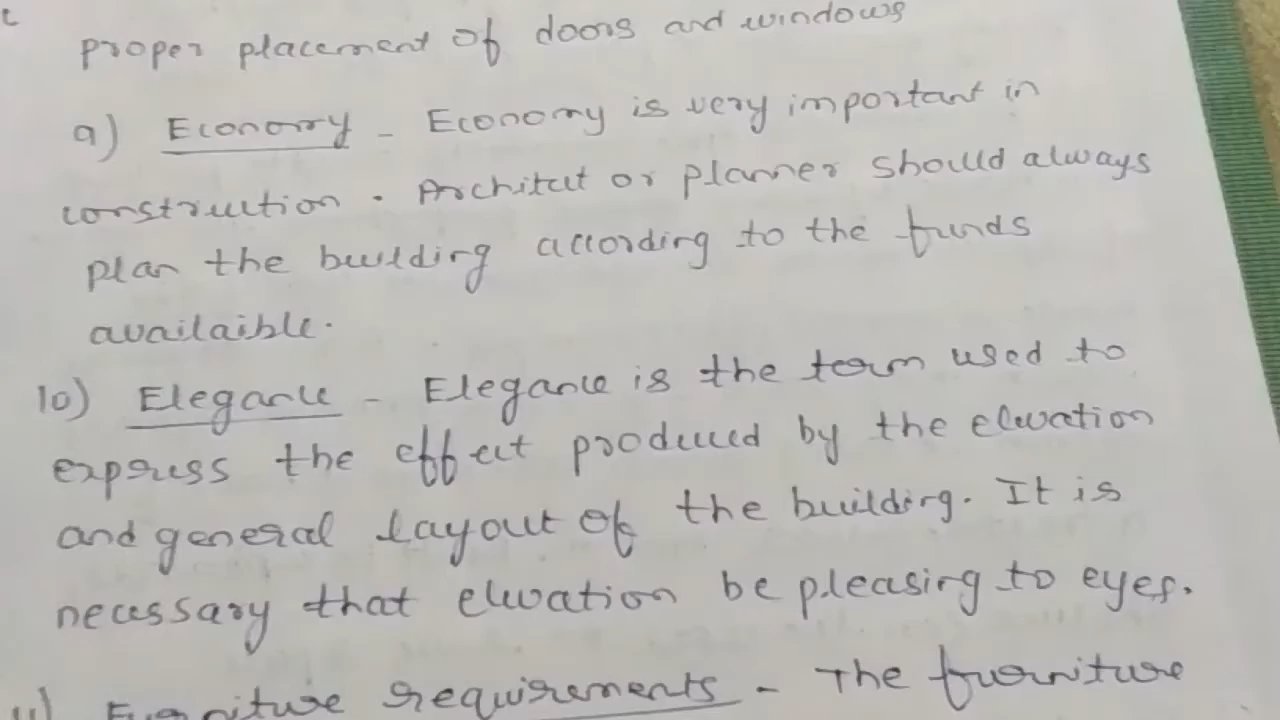 proper placement of doors and windows
9) Economy - Economy is very important in
construction. Architect or planner should always
plan the building according to the funds
availaible.
10) Elegance - Elegance is the term used to
express the effect produced by the elevation
and general layout of the building. It is
necessary that elevation be pleasing to eyes.
11) Furniture requirements - The furniture